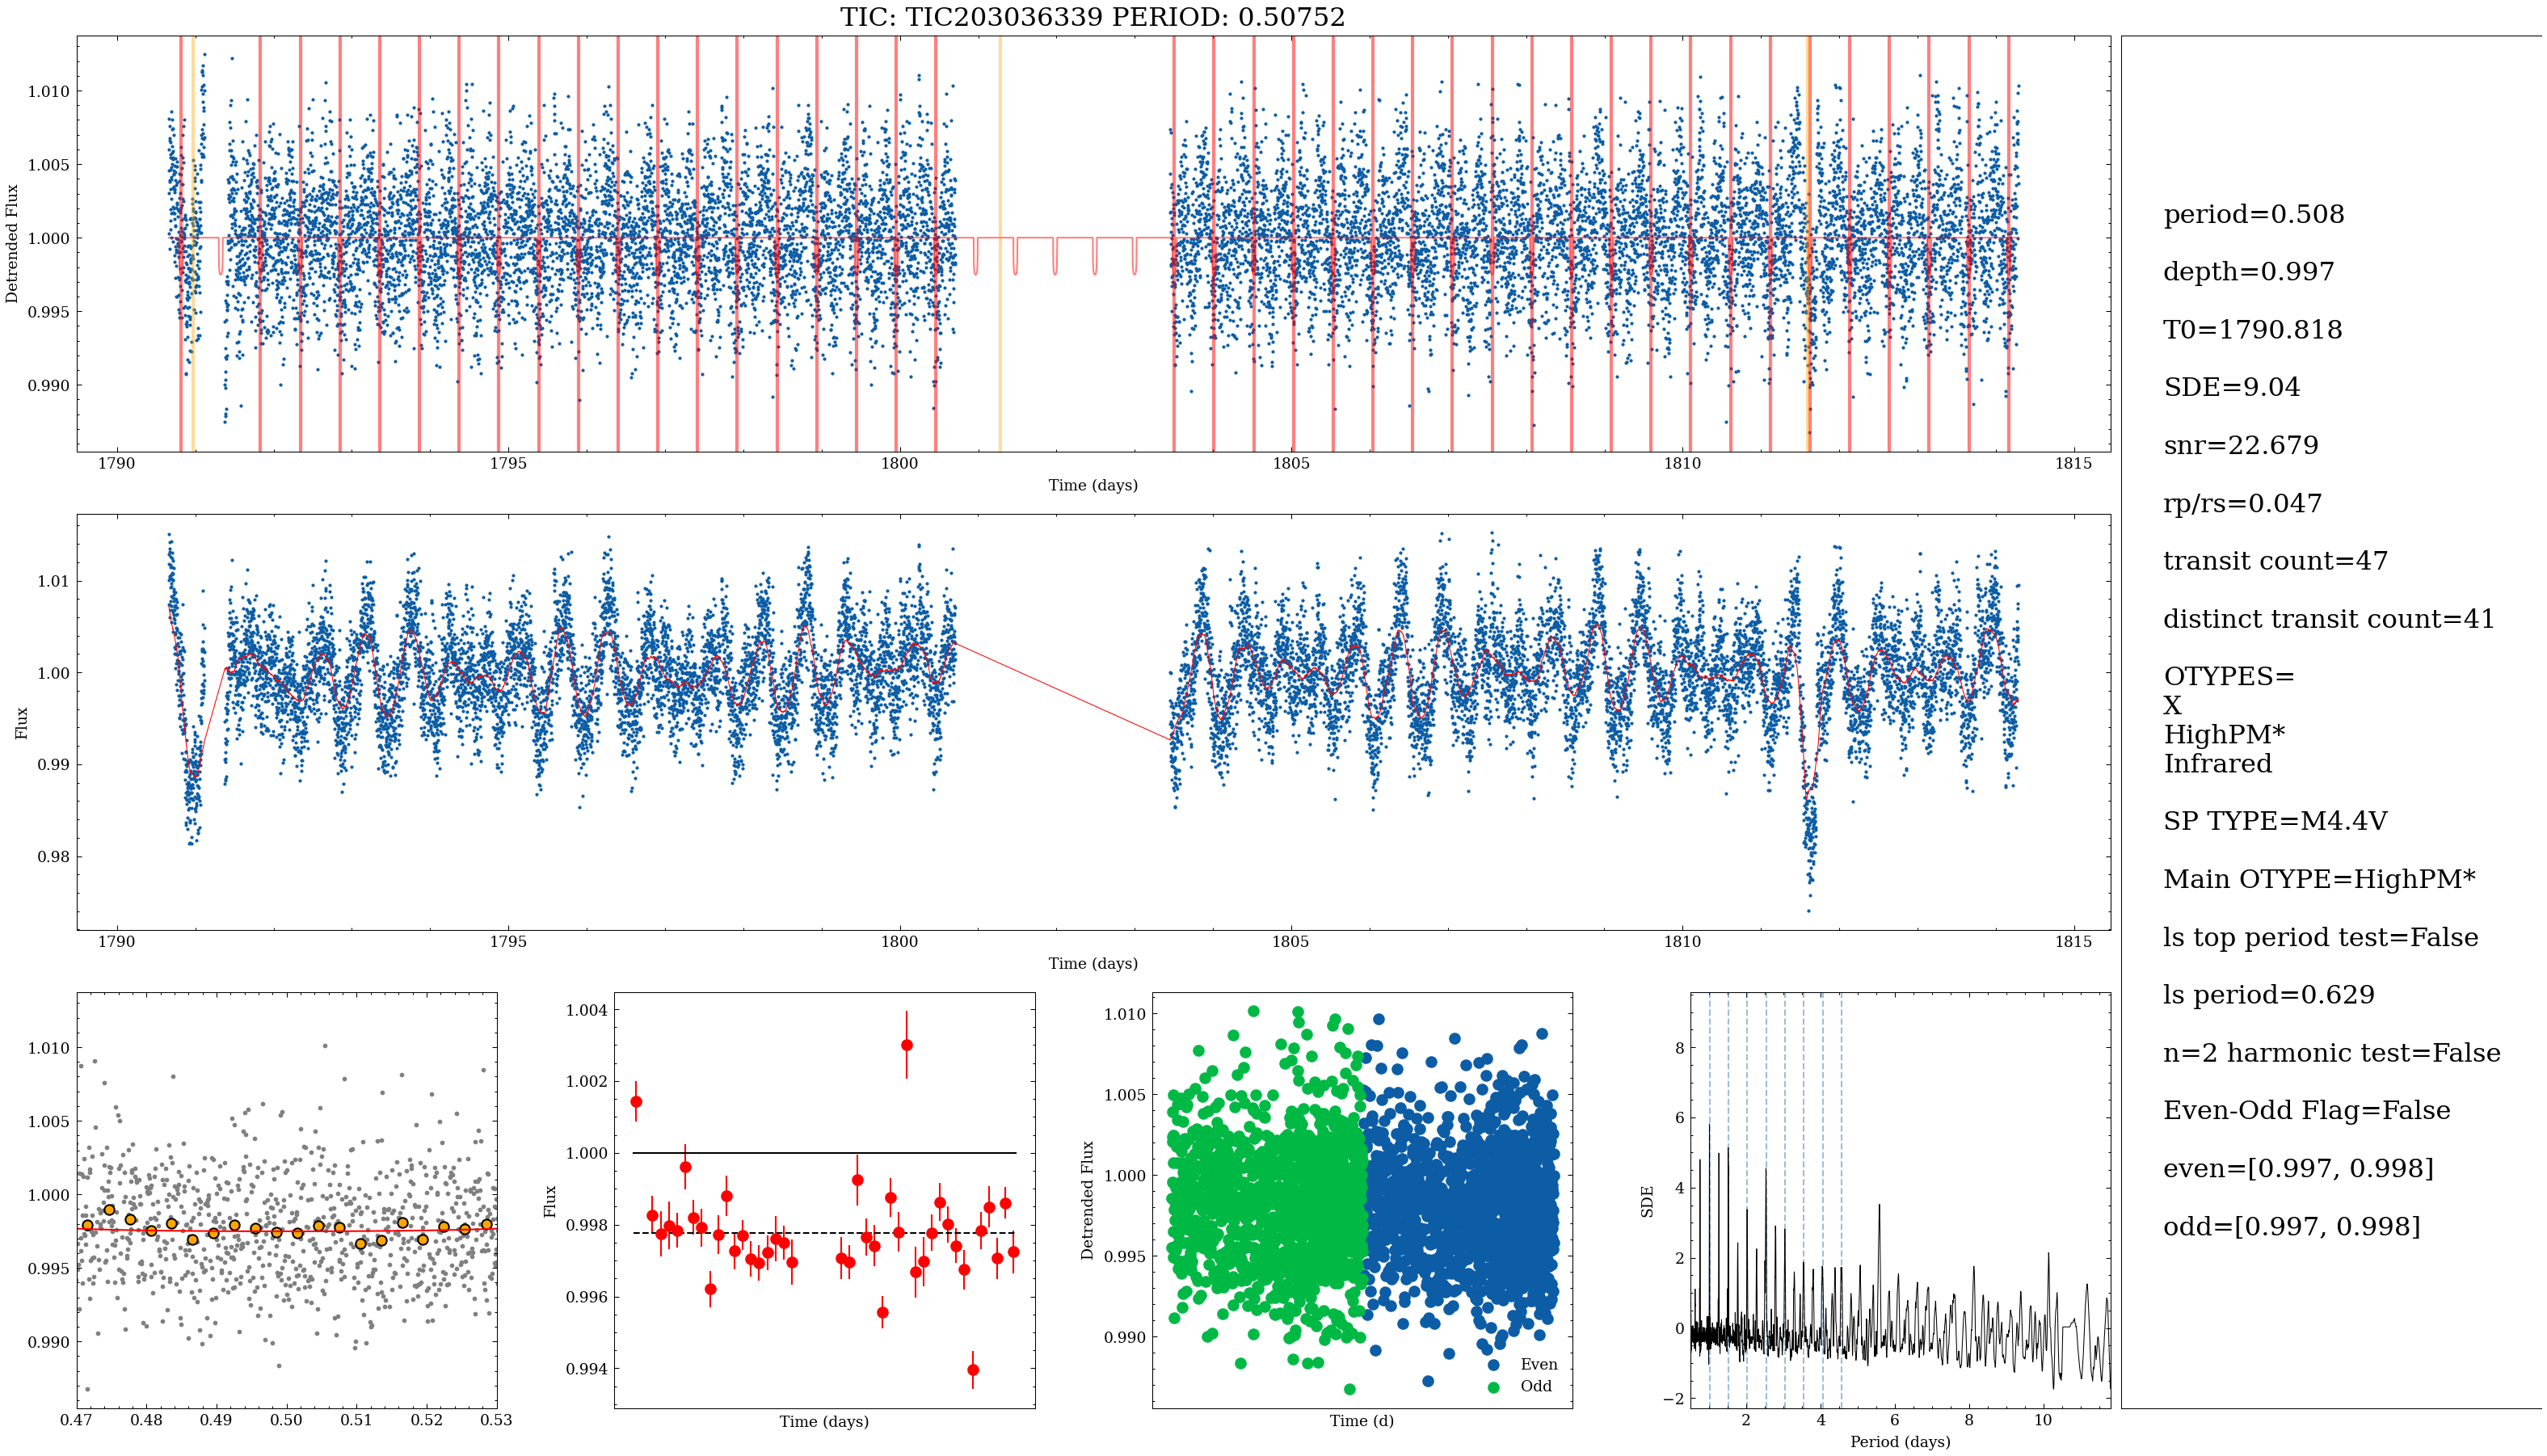 TIC: TIC203036339 PERIOD: 0.50752
Detrended Flux
1.010
1.005
1.000
0.995
0.990
1790
1795
1800
1805
1810
1815
Time (days)
Flux
1.01
1.00
0.99
0.98
1790
1795
1800
1805
1810
1815
Time (days)
1.010
1.005
1.000
0.995
0.990
0.47
0.48
0.49
0.50
0.51
0.52
0.53
Flux
1.004
1.002
1.000
0.998
0.996
0.994
Time (days)
Detrended Flux
1.010
1.005
1.000
0.995
0.990
Even
Odd
Time (d)
SDE
8
6
4
2
0
−2
2
4
6
8
10
Period (days)
period=0.508
depth=0.997
T0=1790.818
SDE=9.04
snr=22.679
rp/rs=0.047
transit count=47
distinct transit count=41
OTYPES=
X
HighPM*
Infrared
SP TYPE=M4.4V
Main OTYPE=HighPM*
ls top period test=False
ls period=0.629
n=2 harmonic test=False
Even-Odd Flag=False
even=[0.997, 0.998]
odd=[0.997, 0.998]